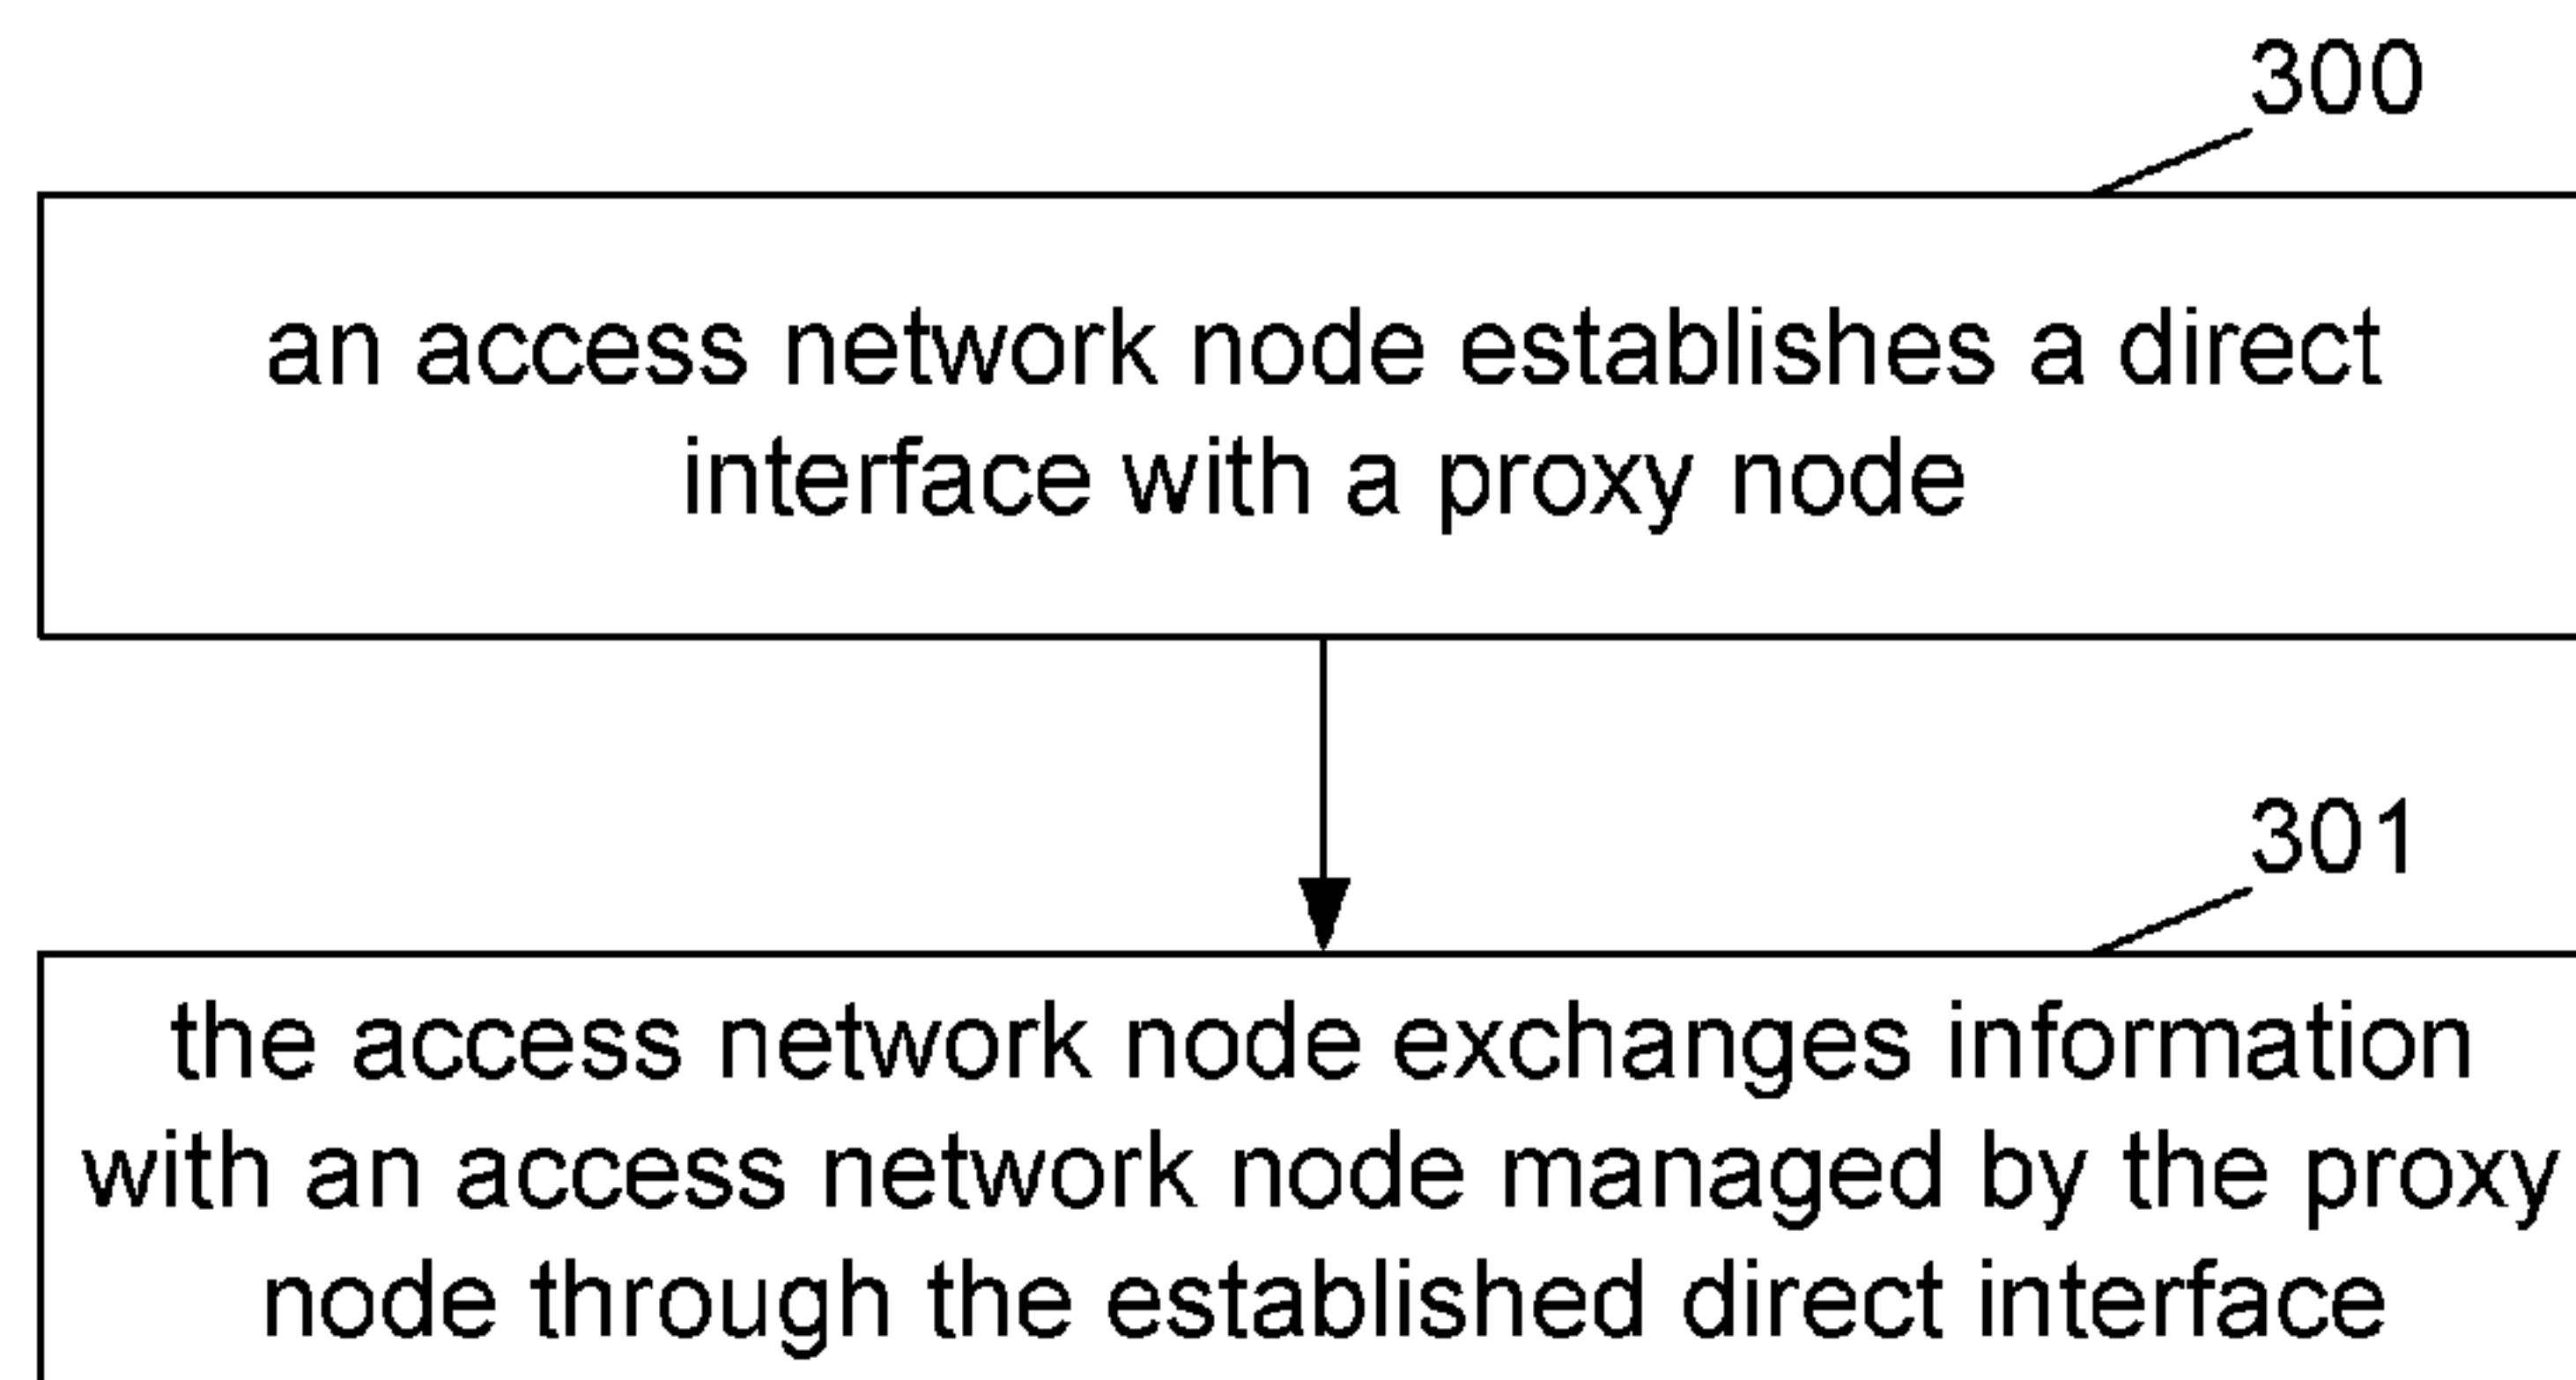 300
an access network node establishes a direct
interface with a proxy node
301
the access network node exchanges information
with an access network node managed by the proxy
node through the established direct interface